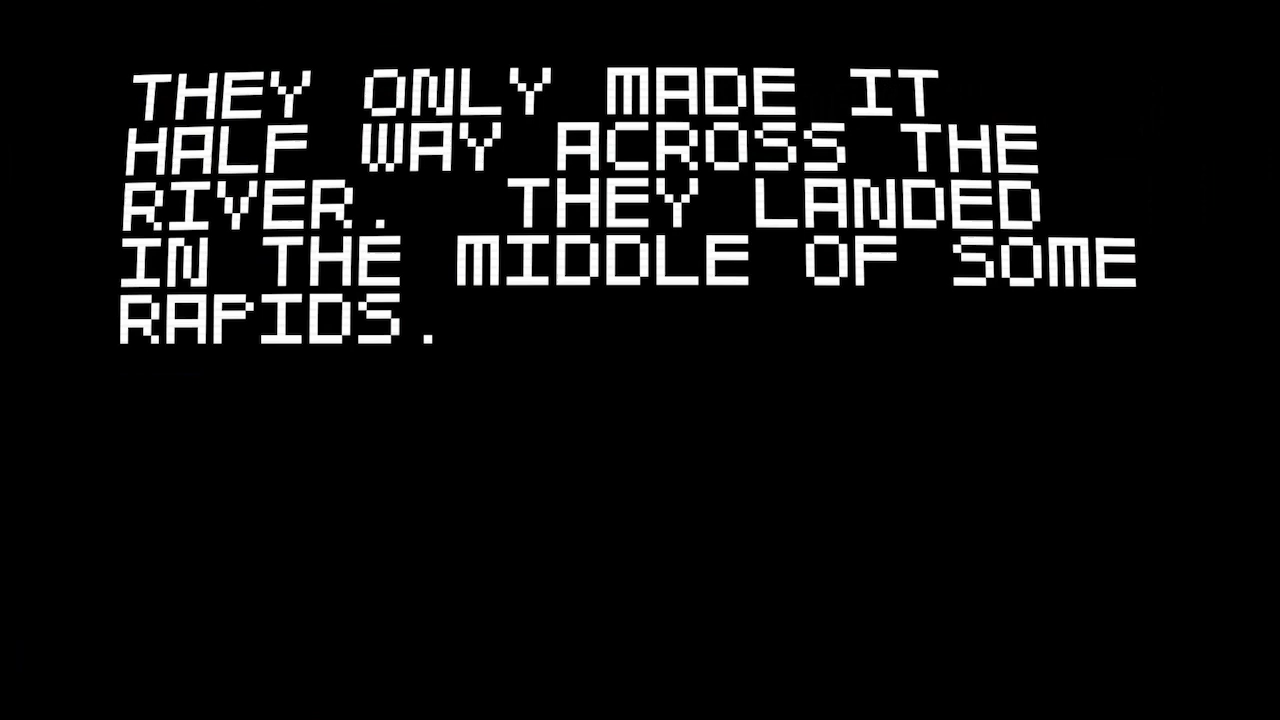 THEY ONLY MADE IT
HALF WAY ACROSS THE
RIVER.  THEY LANDED
IN THE MIDDLE OF SOME
RAPIDS.